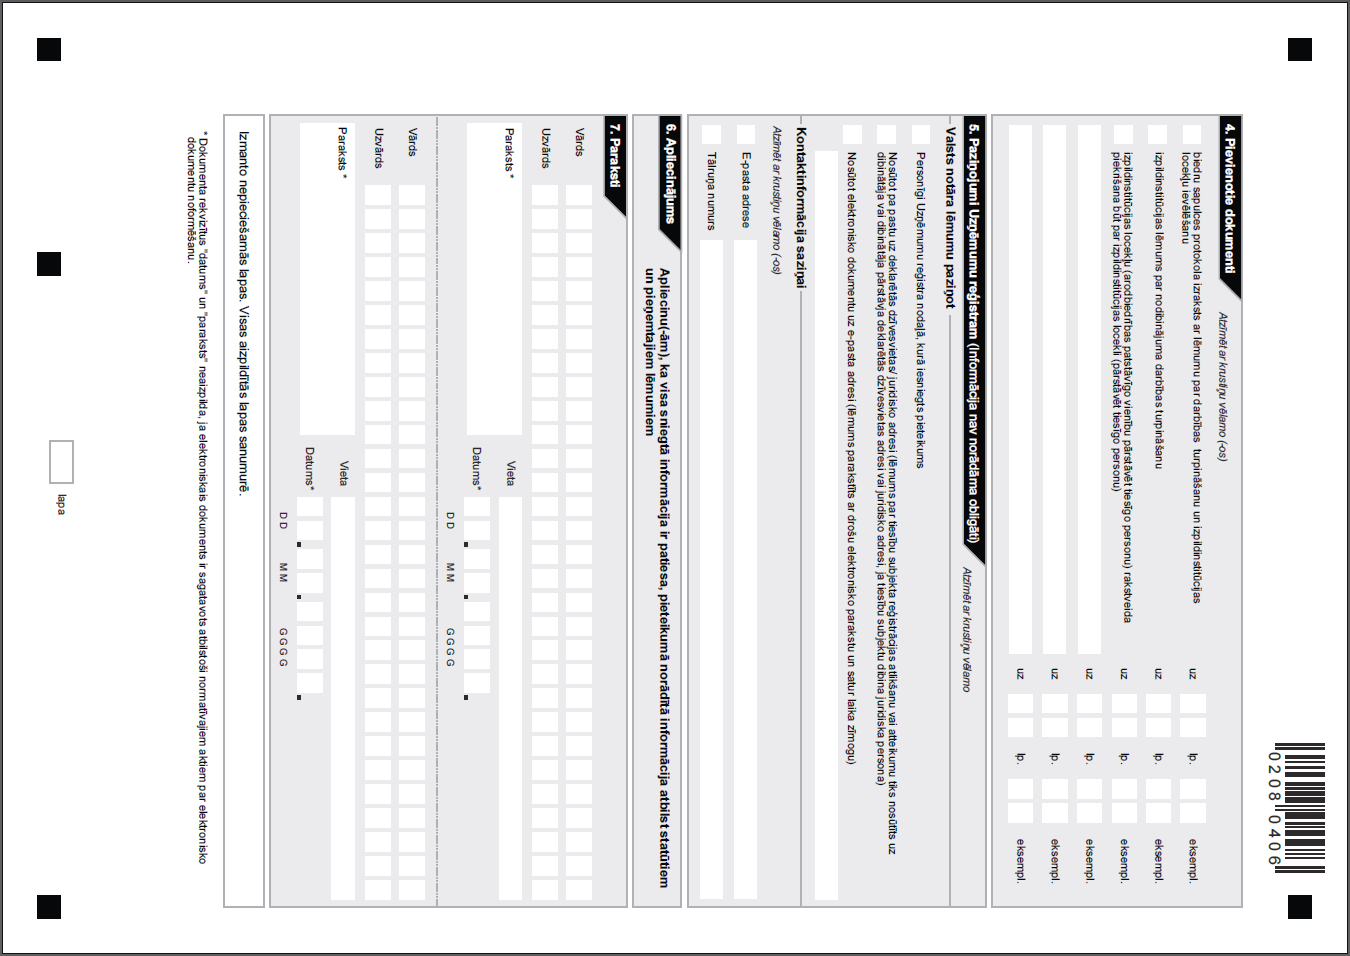 0208 0406
4. Pievienotie dokumenti
Atzīmēt ar krustiņu vēlamo (-os)
biedru sapulces protokola izraksts ar lēmumu par darbības turpināšanu un izpildinstitūcijas
locekļu ievēlēšanu
uz
lp.
eksempl.
izpildinstitūcijas lēmums par nodibinājuma darbības turpināšanu
uz
lp.
eksempl.
izpildinstitūcijas locekļu (arodbiedrības patstāvīgo vienību pārstāvēt tiesīgo personu) rakstveida
piekrišana būt par izpildinstitūcijas locekli (pārstāvēt tiesīgo personu)
uz
lp.
eksempl.
uz
lp.
eksempl.
uz
lp.
eksempl.
uz
lp.
eksempl.
5. Paziņojumi Uzņēmumu reģistram (Informācija nav norādāma obligāti)
Atzīmēt ar krustiņu vēlamo
Valsts notāra lēmumu paziņot
Personīgi Uzņēmumu reģistra nodaļā, kurā iesniegts pieteikums
Nosūtot pa pastu uz deklarētās dzīvesvietas/ juridisko adresi (lēmums par tiesību subjekta reģistrācijas atlikšanu vai atteikumu tiks nosūtīts uz
dibinātāja vai dibinātāja pārstāvja deklarētās dzīvesvietas adresi vai juridisko adresi, ja tiesību subjektu dibina juridiska persona)
Nosūtot elektronisko dokumentu uz e-pasta adresi (lēmums parakstīts ar drošu elektronisko parakstu un satur laika zīmogu)
Kontaktinformācija saziņai
Atzīmēt ar krustiņu vēlamo (-os)
E-pasta adrese
Tālruņa numurs
6. Apliecinājums
Apliecinu(-ām), ka visa sniegtā informācija ir patiesa, pieteikumā norādītā informācija atbilst statūtiem
un pieņemtajiem lēmumiem
7. Paraksti
Vārds
Uzvārds
Paraksts *
Vieta
Datums*
DD
MM
GGGG
Vārds
Uzvārds
Paraksts *
Vieta
Datums*
DD
MM
GGGG
Izmanto nepieciešamās lapas. Visas aizpildītās lapas sanumurē.
* Dokumenta rekvizītus "datums" un "paraksts" neaizpilda, ja elektroniskais dokuments ir sagatavots atbilstoši normatīvajiem aktiem par elektronisko
dokumentu noformēšanu.
lapa